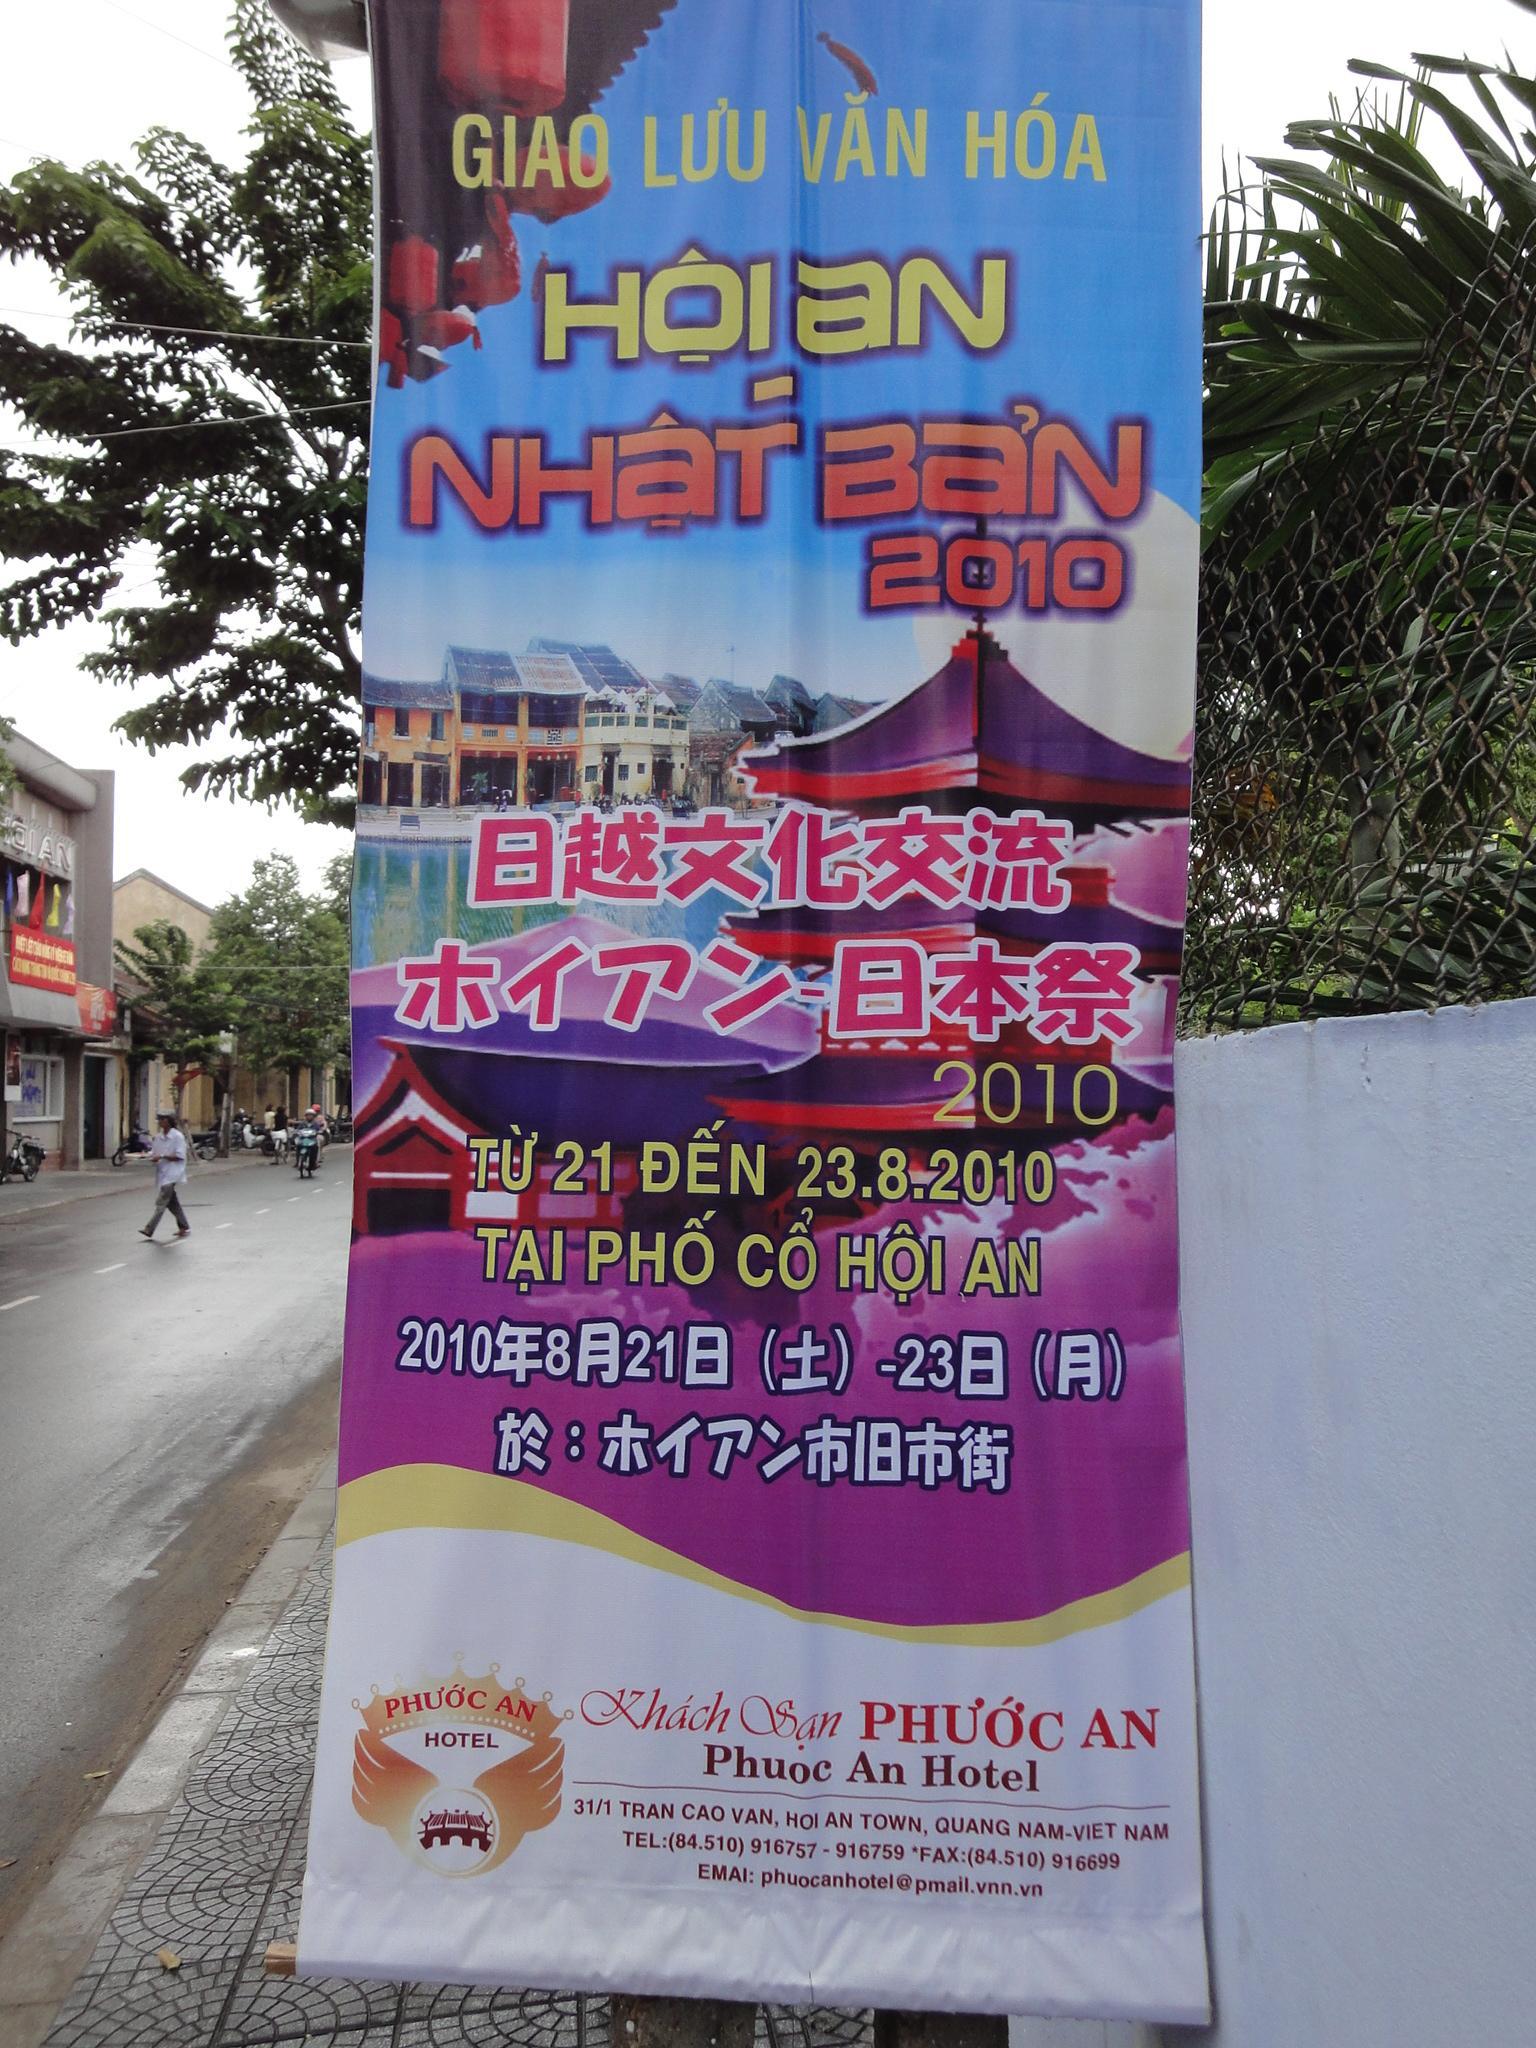 GIAO LƯU VĂN HÓA
HỘI AN
-
NHẬT BẢN
2010
日越文化交流
ホイアン-日本祭
2010
TỪ 21 ĐẾN 23.8.2010
TẠI PHỐ CỔ HỘI AN
2010年8月21日（土）-23日（月）
於：ホイアン市旧市街
PHƯỚC AN
HOTEL
Khách Sạn PHƯỚC AN
Phuoc An Hotel
31/1 TRAN CAO VAN, HOI AN TOWN, QUANG NAM-VIET NAM
TEL:(84.510) 916757 - 916759 *FAX:(84.510) 916699
EMAI: phuocanhotel@pmail.vnn.vn